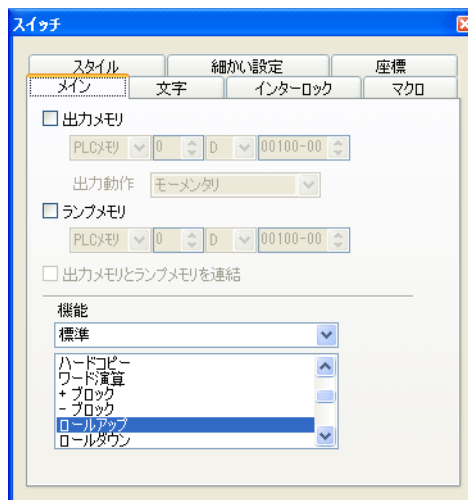 スイッチ
スタイル 細かい設定 座標
メイン 文字 インターロック マクロ
出力メモリ
PLCメモリ 0 D 00100-00
出力動作 モーメンタリ
ランプメモリ
PLCメモリ 0 D 00100-00
出力メモリとランプメモリを連結
機能
標準
ハードコピー
ワード演算
+ ブロック
- ブロック
ロールアップ
ロールダウン